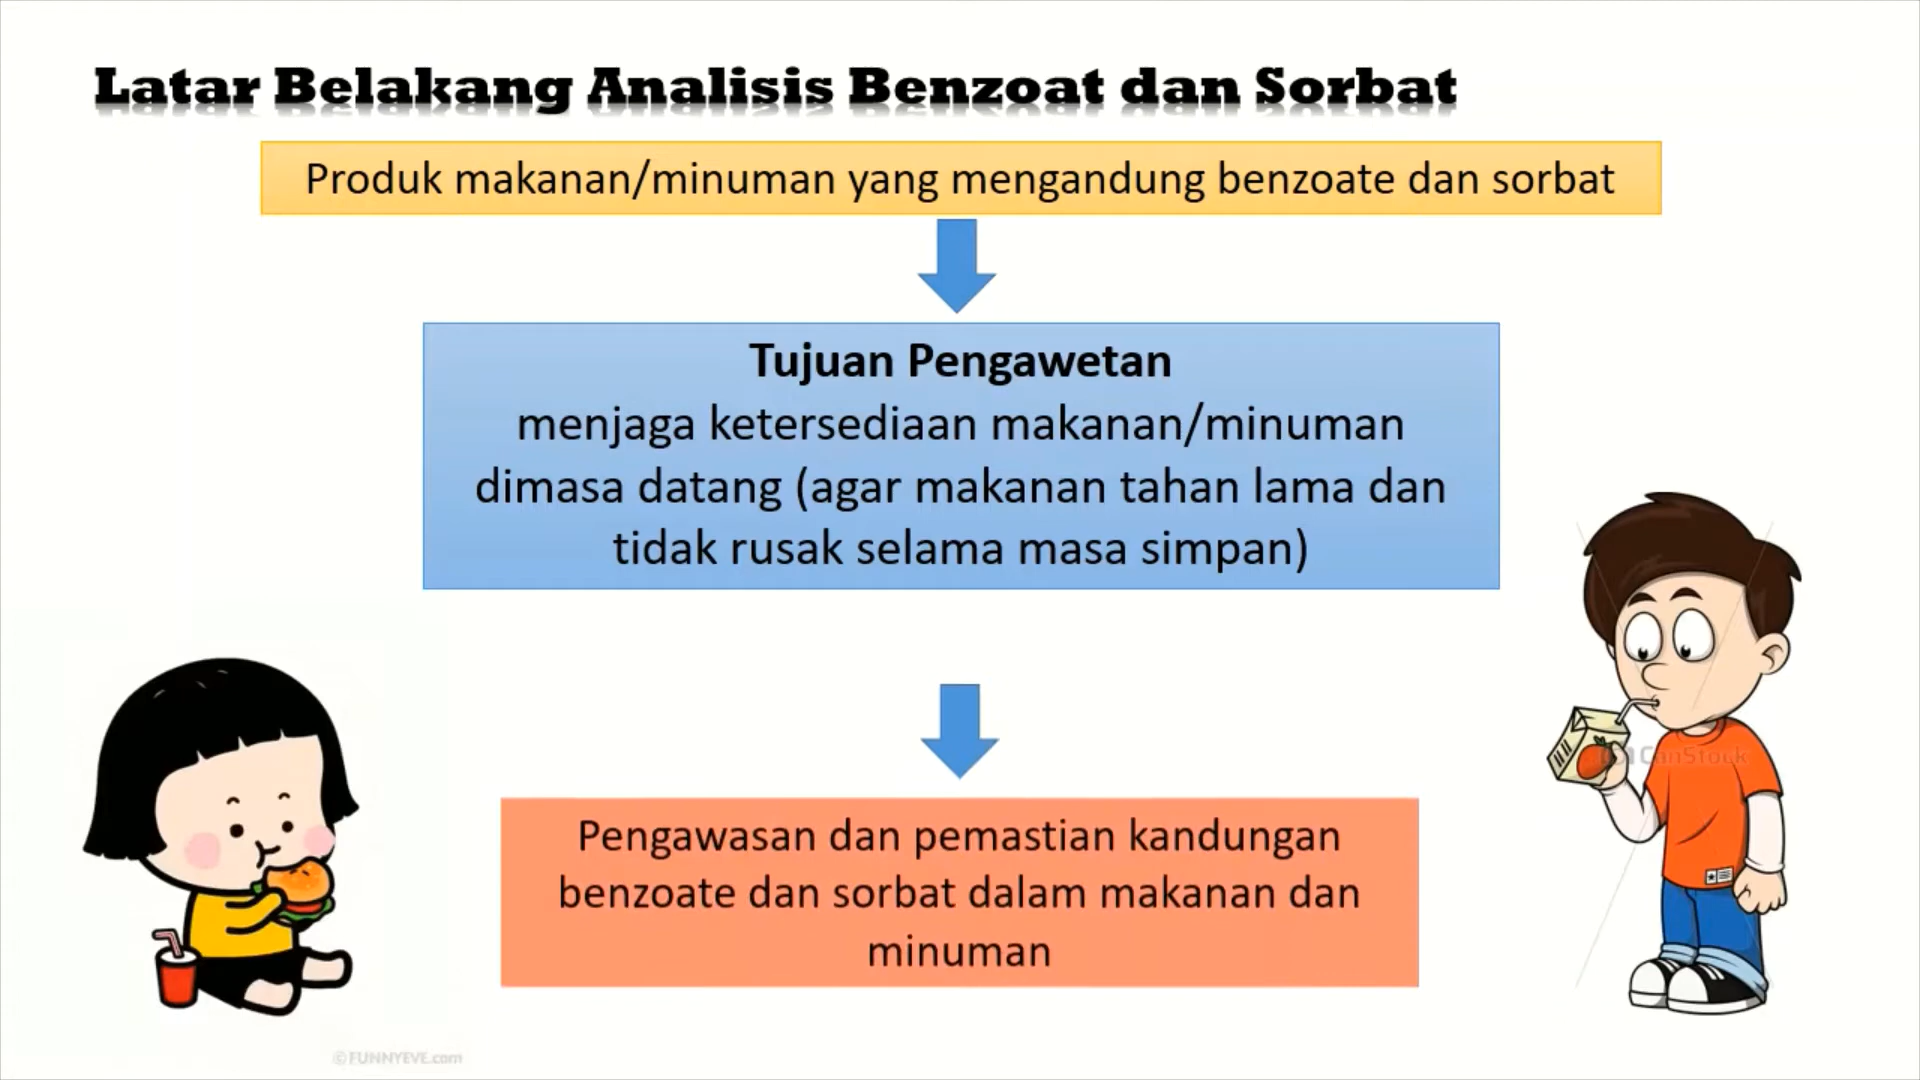 Latar Belakang Analisis Benzoat dan Sorbat
Produk makanan/minuman yang mengandung benzoate dan sorbat
Tujuan Pengawetan
menjaga ketersediaan makanan/minuman
dimasa datang (agar makanan tahan lama dan
tidak rusak selama masa simpan)
CanStock
Pengawasan dan pemastian kandungan
benzoate dan sorbat dalam makanan dan
minuman
©FUNNYEVE.com